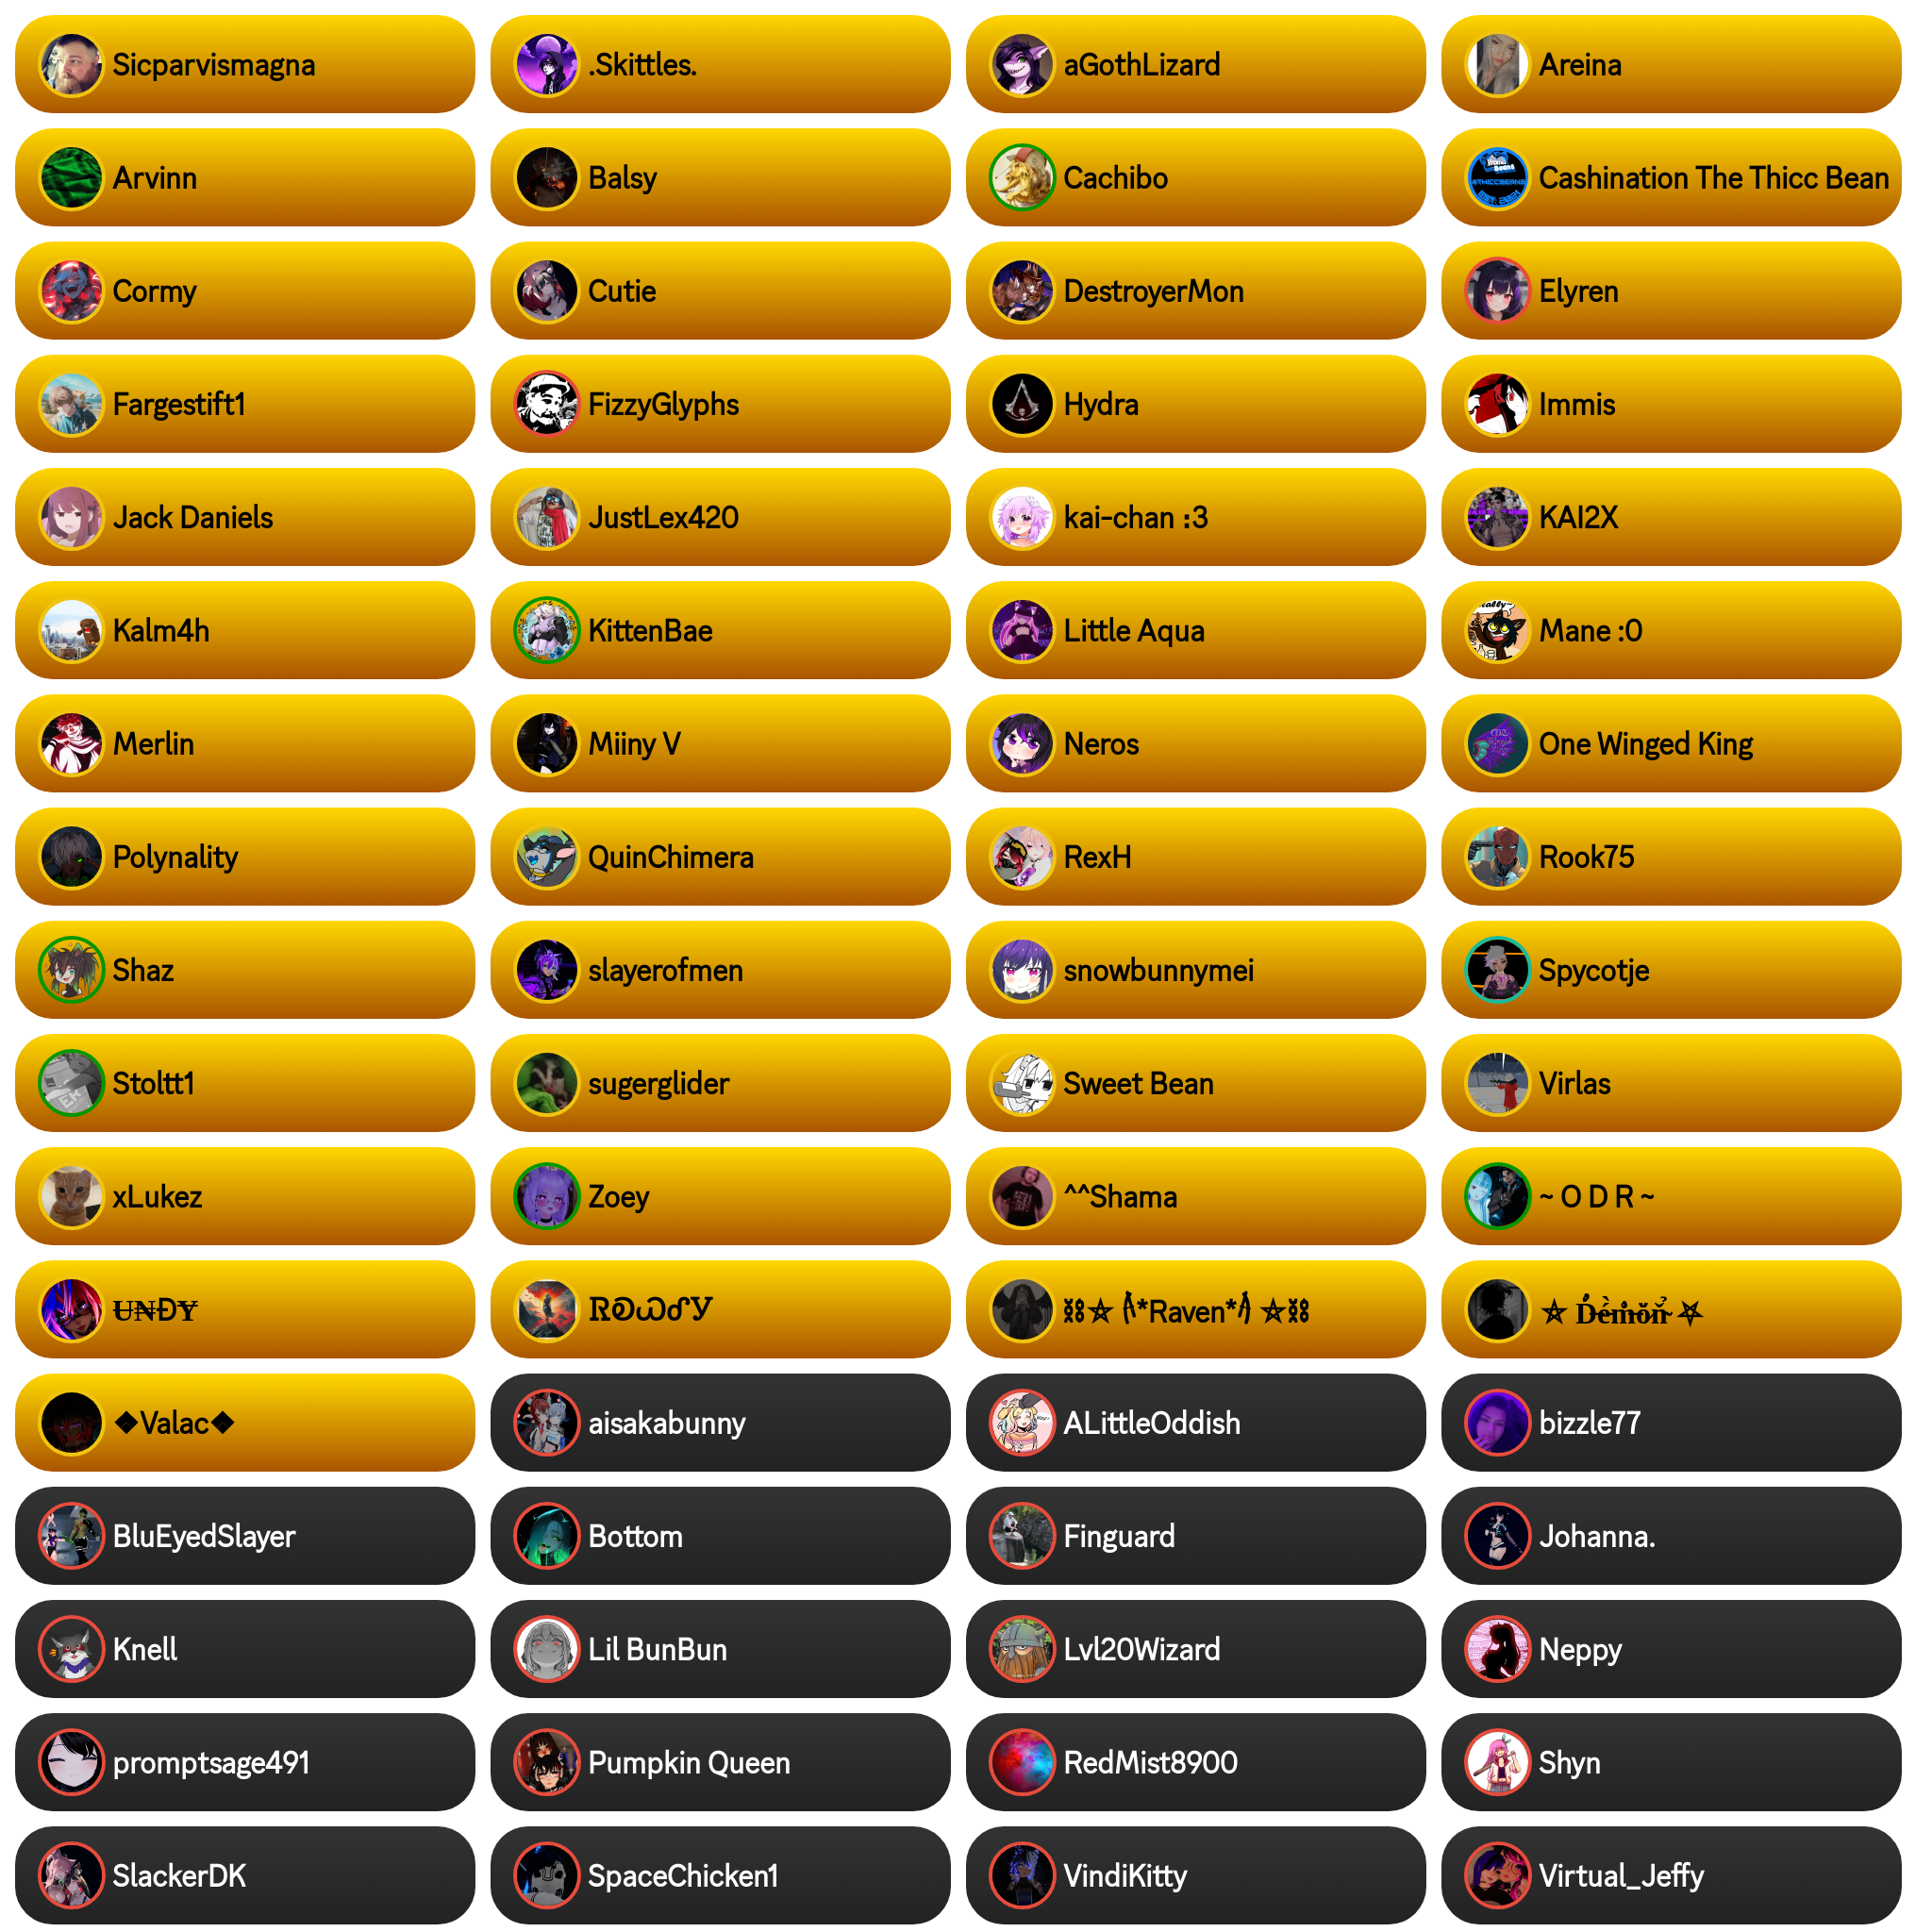 Sicparvismagna
.Skittles.
aGothLizard
Areina
Arvinn
Balsy
Cachibo
Cashination The Thicc Bean
Cormy
Cutie
DestroyerMon
Elyren
Fargestift1
FizzyGlyphs
Hydra
Immis
Jack Daniels
JustLex420
kai-chan :3
KAI2X
Kalm4h
KittenBae
Little Aqua
Mane :0
Merlin
Miiny V
Neros
One Winged King
Polynality
QuinChimera
RexH
Rook75
Shaz
slayerofmen
snowbunnymei
Spycotje
Stoltt1
sugerglider
Sweet Bean
Virlas
xLukez
Zoey
^^Shama
~ O D R ~
*Raven*
❖Valac❖
aisakabunny
ALittleOddish
bizzle77
BluEyedSlayer
Bottom
Finguard
Johanna.
Knell
Lil BunBun
Lvl20Wizard
Neppy
promptsage491
Pumpkin Queen
RedMist8900
Shyn
SlackerDK
SpaceChicken1
VindiKitty
Virtual_Jeffy